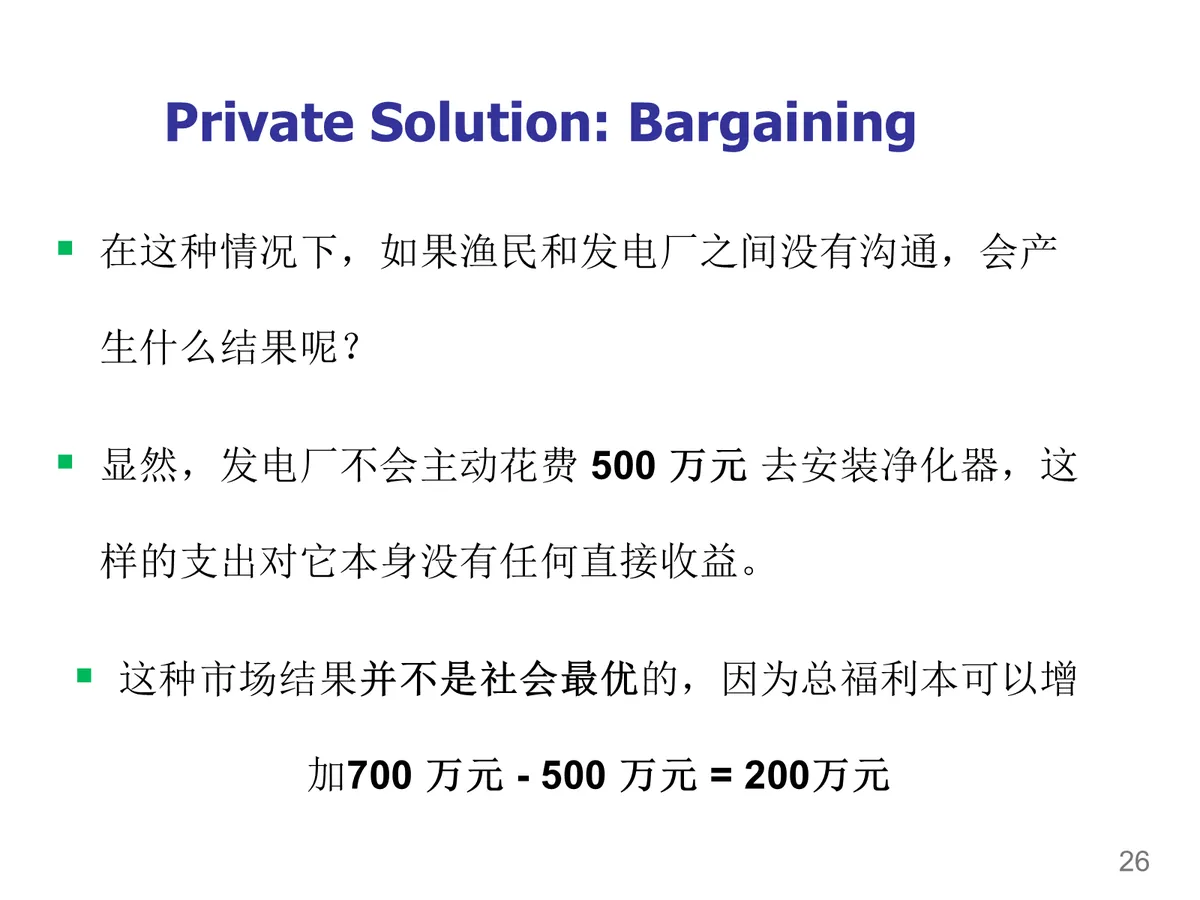 Private Solution: Bargaining
在这种情况下，如果渔民和发电厂之间没有沟通，会产
生什么结果呢？
显然，发电厂不会主动花费 500 万元 去安装净化器，这
样的支出对它本身没有任何直接收益。
这种市场结果并不是社会最优的，因为总福利本可以增
加700 万元 - 500 万元 = 200万元
26